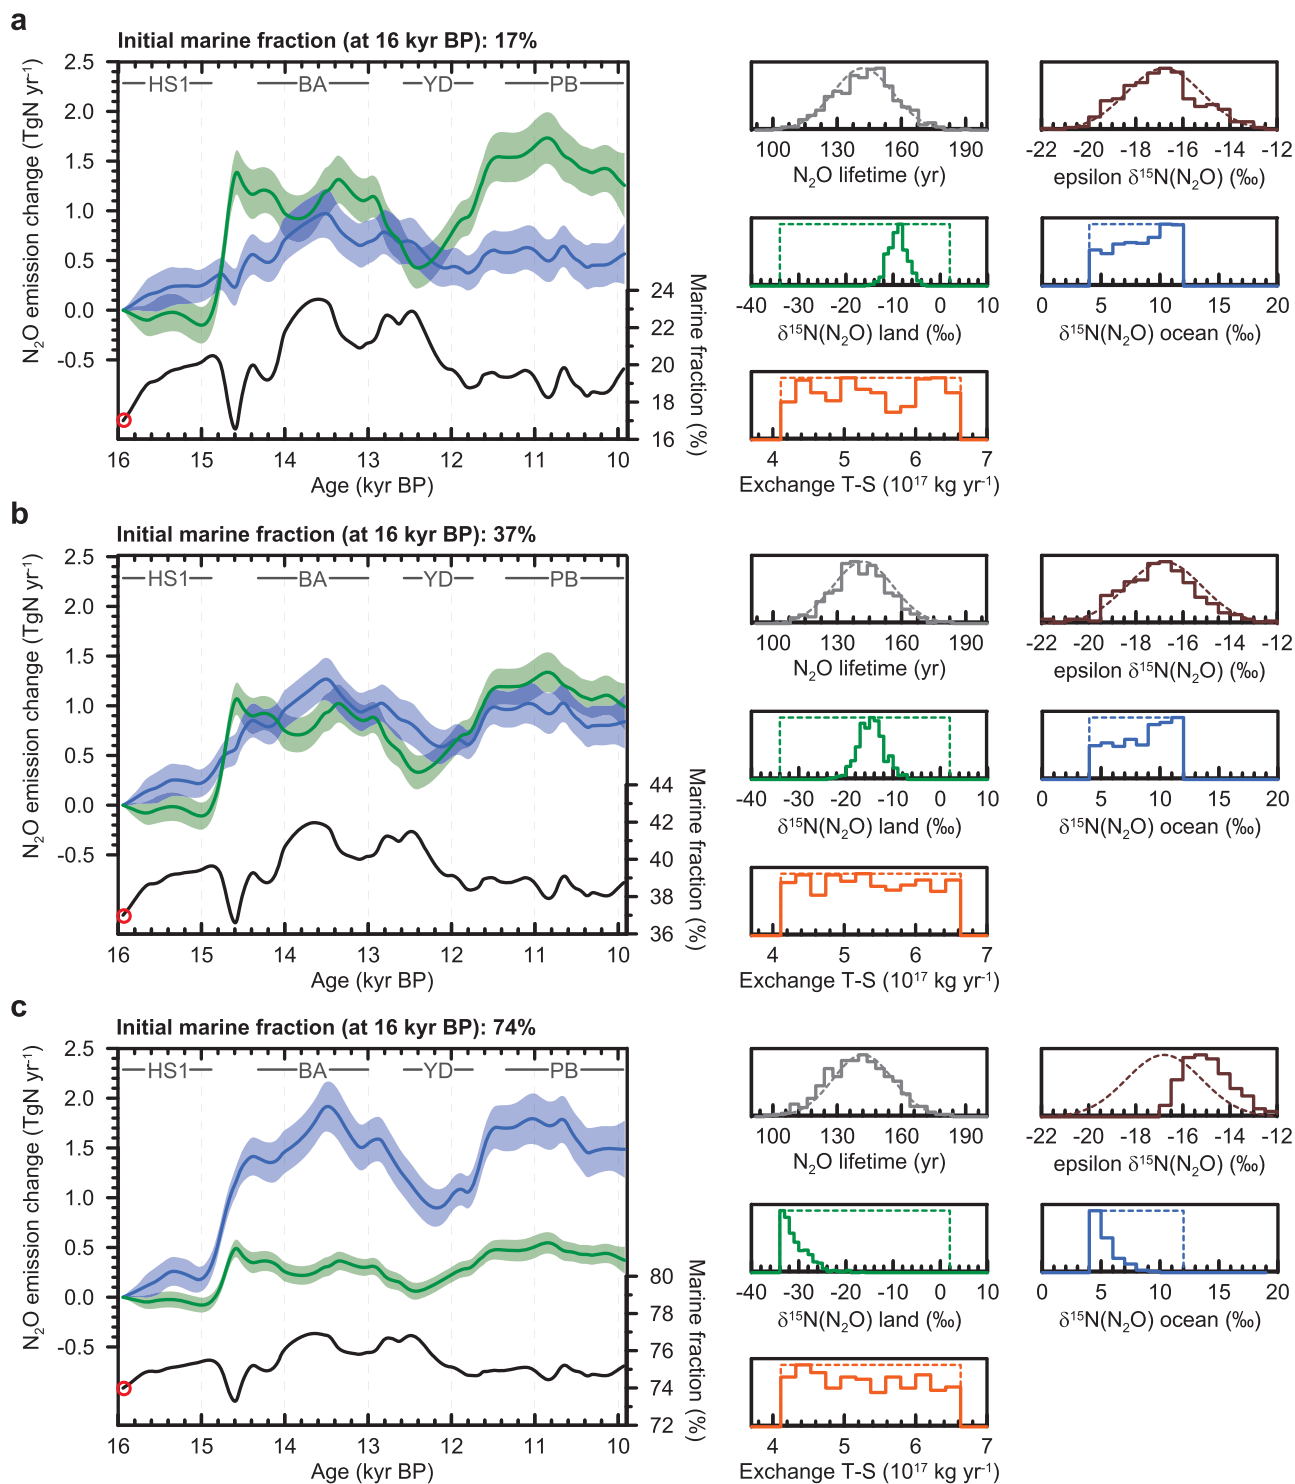 a
Initial marine fraction (at 16 kyr BP): 17%
HS1 BA YD PB
N₂O emission change (TgN yr⁻¹)
2.5
2.0
1.5
1.0
0.5
0.0
-0.5
24
22
20
18
16
Marine fraction (%)
16 15 14 13 12 11 10
Age (kyr BP)
100 130 160 190
N₂O lifetime (yr)
-22 -20 -18 -16 -14 -12
epsilon δ¹⁵N(N₂O) (‰)
-40 -30 -20 -10 0 10
δ¹⁵N(N₂O) land (‰)
0 5 10 15 20
δ¹⁵N(N₂O) ocean (‰)
4 5 6 7
Exchange T-S (10¹⁷ kg yr⁻¹)
b
Initial marine fraction (at 16 kyr BP): 37%
HS1 BA YD PB
N₂O emission change (TgN yr⁻¹)
2.5
2.0
1.5
1.0
0.5
0.0
-0.5
44
42
40
38
36
Marine fraction (%)
16 15 14 13 12 11 10
Age (kyr BP)
100 130 160 190
N₂O lifetime (yr)
-22 -20 -18 -16 -14 -12
epsilon δ¹⁵N(N₂O) (‰)
-40 -30 -20 -10 0 10
δ¹⁵N(N₂O) land (‰)
0 5 10 15 20
δ¹⁵N(N₂O) ocean (‰)
4 5 6 7
Exchange T-S (10¹⁷ kg yr⁻¹)
c
Initial marine fraction (at 16 kyr BP): 74%
HS1 BA YD PB
N₂O emission change (TgN yr⁻¹)
2.5
2.0
1.5
1.0
0.5
0.0
-0.5
80
78
76
74
72
Marine fraction (%)
16 15 14 13 12 11 10
Age (kyr BP)
100 130 160 190
N₂O lifetime (yr)
-22 -20 -18 -16 -14 -12
epsilon δ¹⁵N(N₂O) (‰)
-40 -30 -20 -10 0 10
δ¹⁵N(N₂O) land (‰)
0 5 10 15 20
δ¹⁵N(N₂O) ocean (‰)
4 5 6 7
Exchange T-S (10¹⁷ kg yr⁻¹)